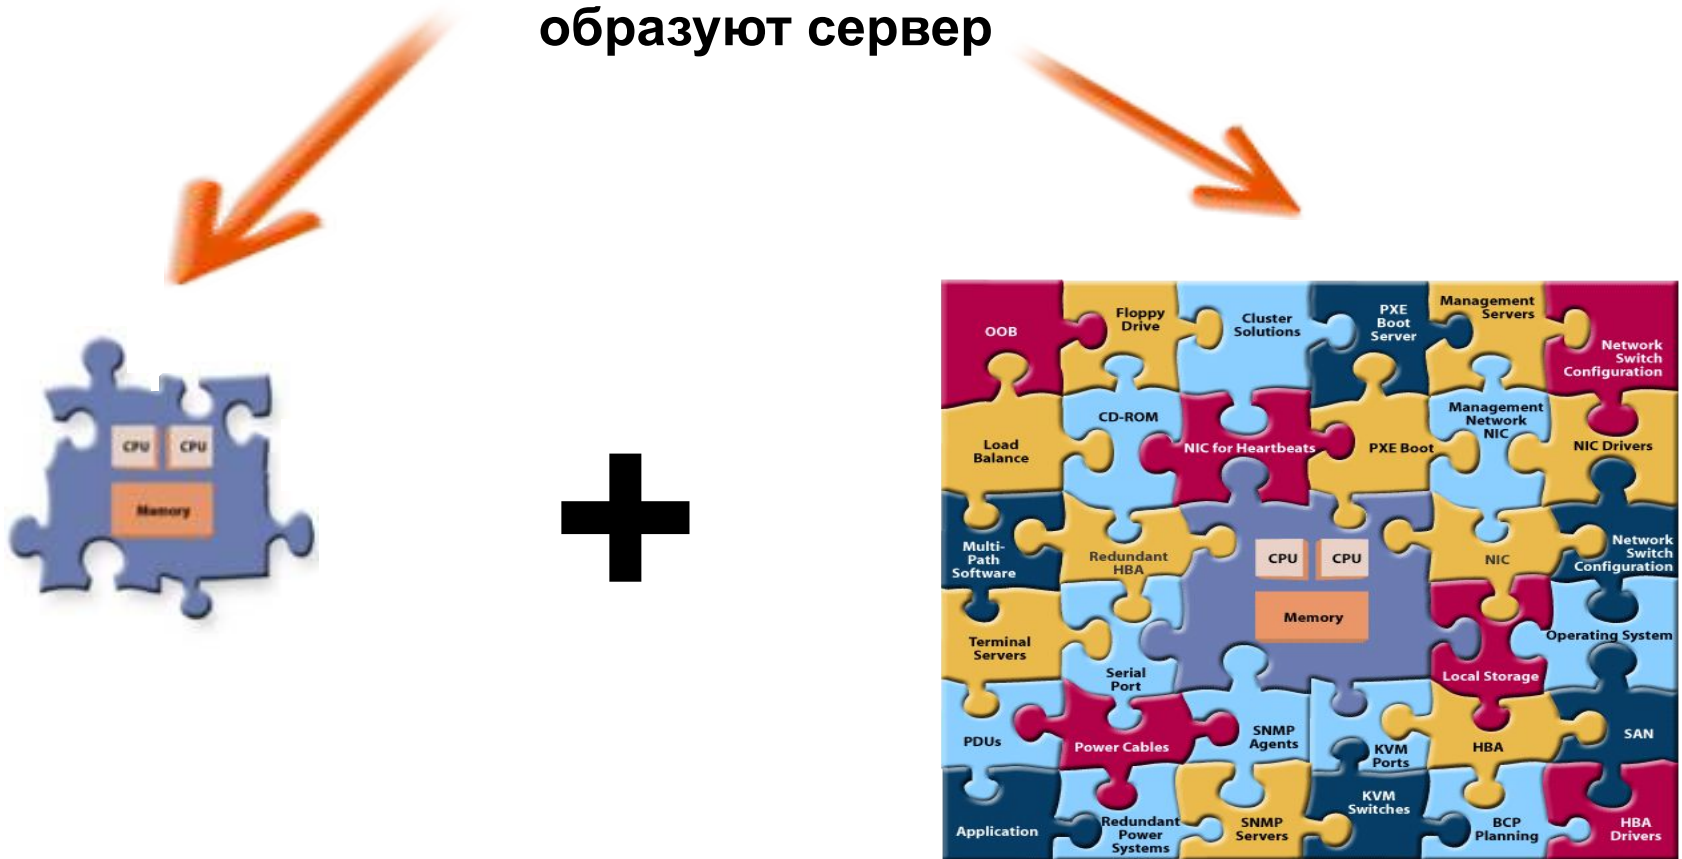 образуют сервер
CPU CPU
Memory
OOB
Floppy
Drive
Cluster
Solutions
PXE
Boot
Server
Management
Servers
Network
Switch
Configuration
Load
Balance
CD-ROM
NIC for Heartbeats
PXE Boot
Management
Network
NIC
NIC Drivers
Multi-
Path
Software
Redundant
HBA
CPU CPU
Memory
NIC
Network
Switch
Configuration
Terminal
Servers
Serial
Port
Local Storage
Operating System
PDUs
Power Cables
SNMP
Agents
KVM
Ports
HBA
SAN
Application
Redundant
Power
Systems
SNMP
Servers
KVM
Switches
BCP
Planning
HBA
Drivers